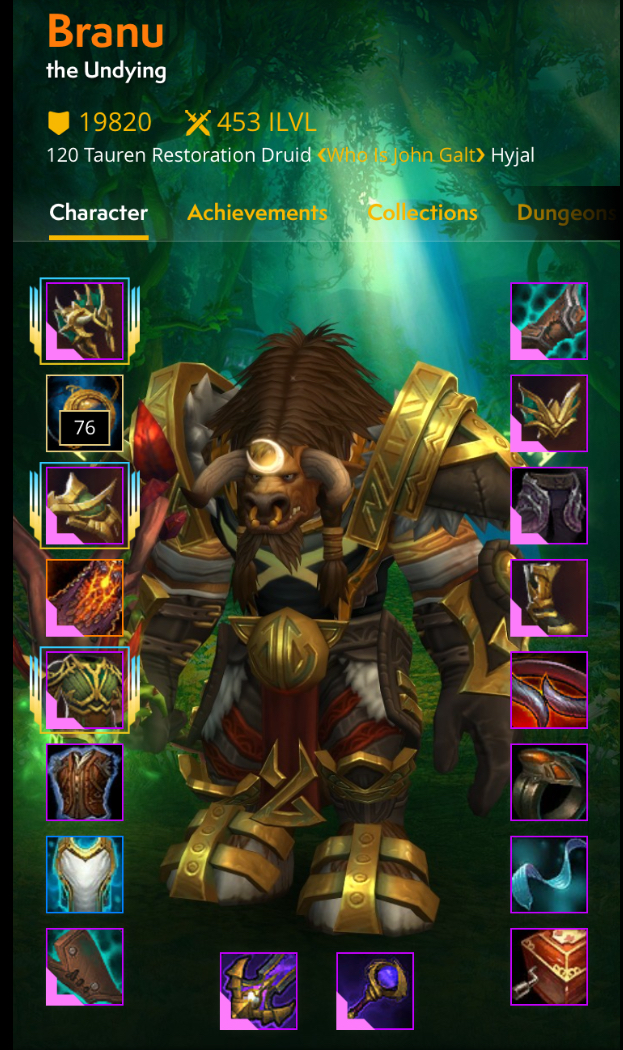 Branu
the Undying
19820 453 ILVL
120 Tauren Restoration Druid <Who Is John Galt> Hyjal
Character Achievements Collections Dungeons
76